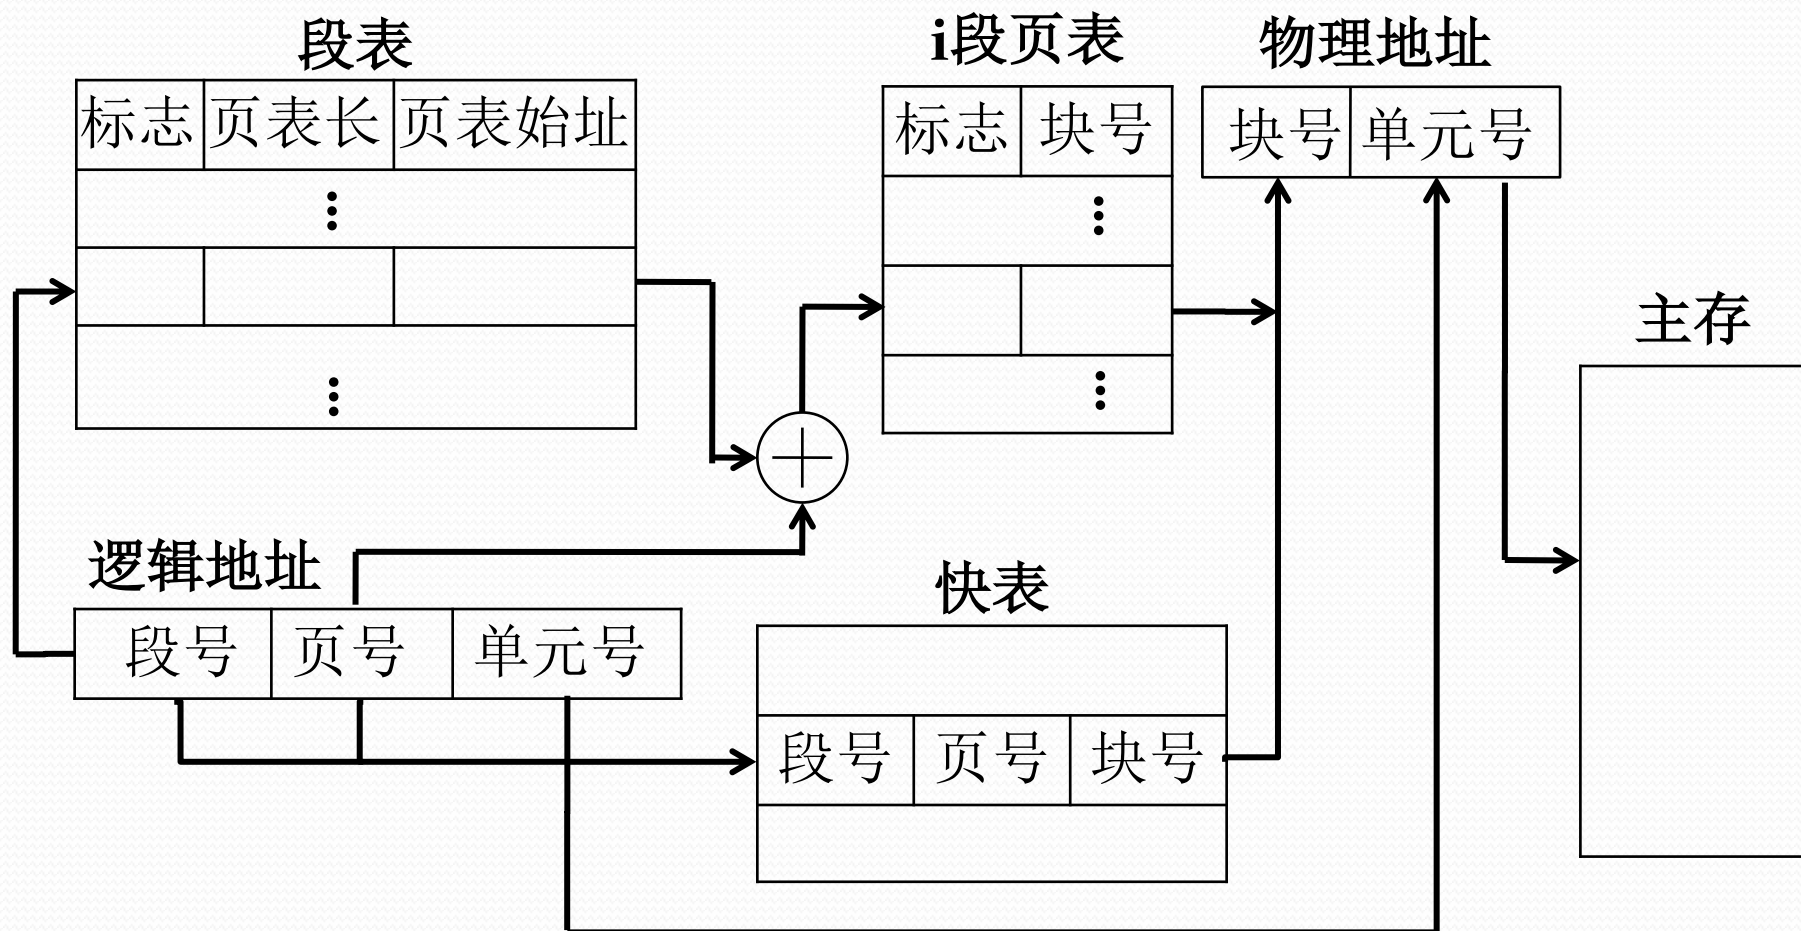 段表
标志 页表长 页表始址
i段页表
标志 块号
物理地址
块号 单元号
主存
逻辑地址
段号 页号 单元号
快表
段号 页号 块号